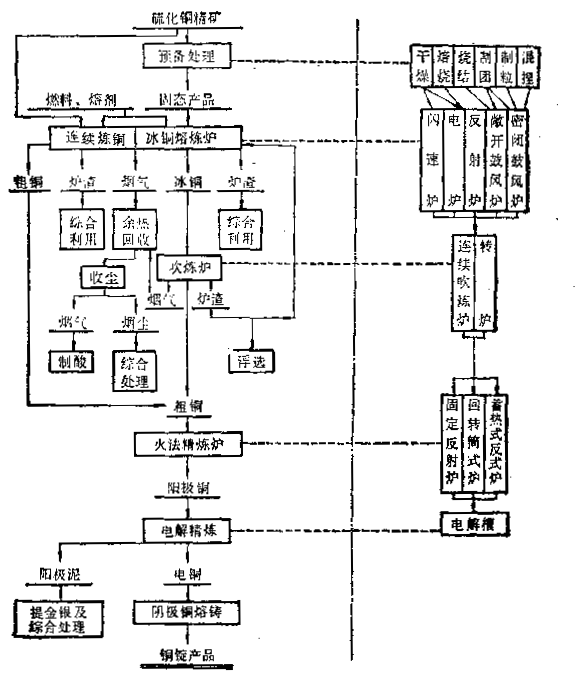 硫化铜精矿
预备处理
干燥 焙烧 烧结 制团 制粒 混捏
燃料、熔剂 固态产品
连续炼铜 冰铜熔炼炉
闪速炉 电炉 反射炉 敞开鼓风炉 密闭鼓风炉
粗铜 炉渣 烟气 冰铜 炉渣
综合利用 余热回收 综合利用
吹炼炉
连续吹炼炉 转炉
收尘
烟气 炉渣
烟气 烟尘
制酸 综合处理 浮选
粗铜
固定反射炉 回转筒式炉 蓄热式反式炉
火法精炼炉
阳极铜
电解精炼 电解槽
阳极泥 电铜
提金银及综合处理 阴极铜熔铸
铜锭产品